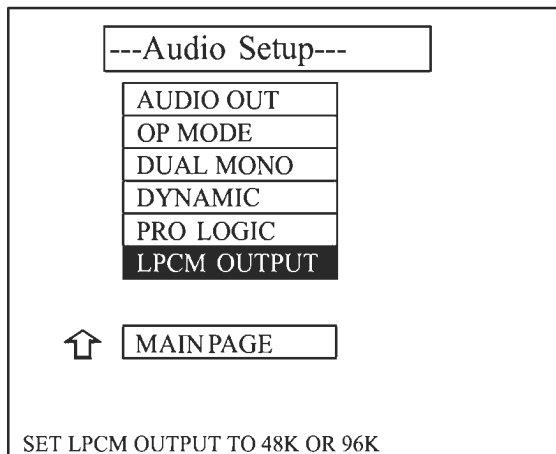 ---Audio Setup---
AUDIO OUT
OP MODE
DUAL MONO
DYNAMIC
PRO LOGIC
LPCM OUTPUT
MAIN PAGE
SET LPCM OUTPUT TO 48K OR 96K